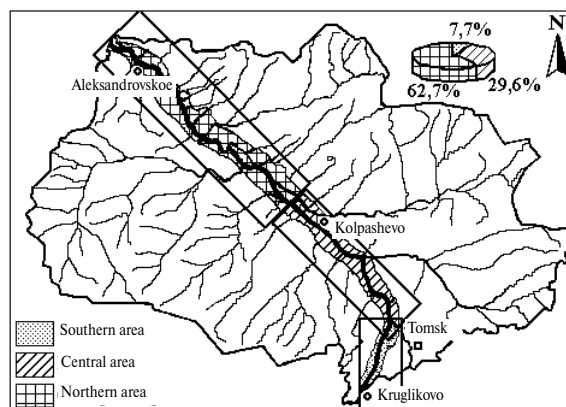 7,7%
N
Aleksandrovskoe
62,7%
29,6%
Kolpashevo
Southern area
Tomsk
Central area
Northern area
Kruglikovo